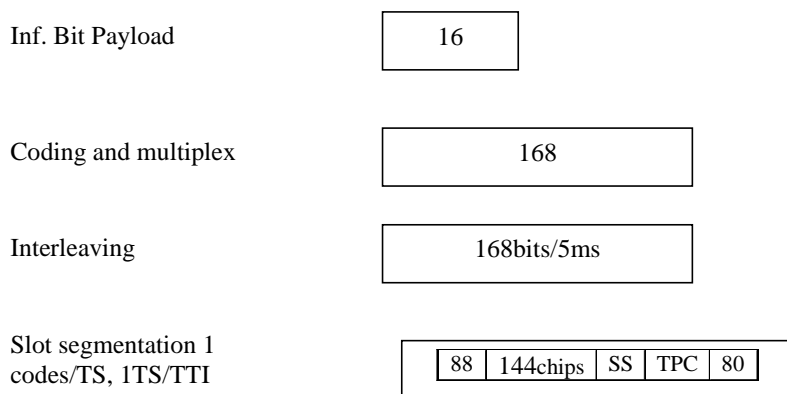 Inf. Bit Payload
16
Coding and multiplex
168
Interleaving
168bits/5ms
Slot segmentation 1
codes/TS, 1TS/TTI
88 144chips SS TPC 80